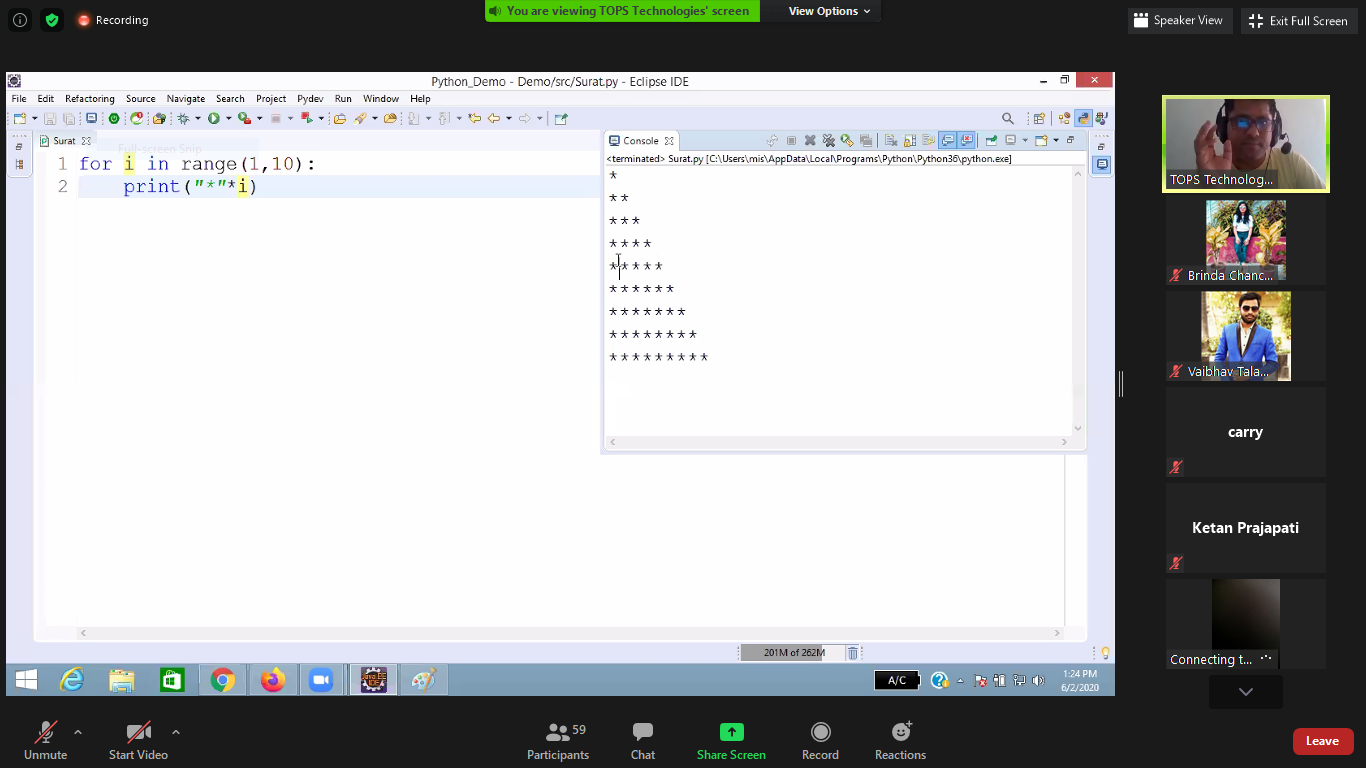 Recording
You are viewing TOPS Technologies' screen
View Options
Speaker View
Exit Full Screen
Python_Demo - Demo/src/Surat.py - Eclipse IDE
File Edit Refactoring Source Navigate Search Project Pydev Run Window Help
Surat
Full-screen Snip
1 for i in range(1,10):
2 print("*"*i)
Console
<terminated> Surat.py [C:\Users\mis\AppData\Local\Programs\Python\Python36\python.exe]
*
**
***
****
*****
******
*******
********
*********
201M of 262M
Java EE
IDE
A/C
1:24 PM
6/2/2020
TOPS Technolog...
Brinda Chanc...
Vaibhav Tala...
carry
Ketan Prajapati
Connecting t...
Unmute
Start Video
Participants
59
Chat
Share Screen
Record
Reactions
Leave